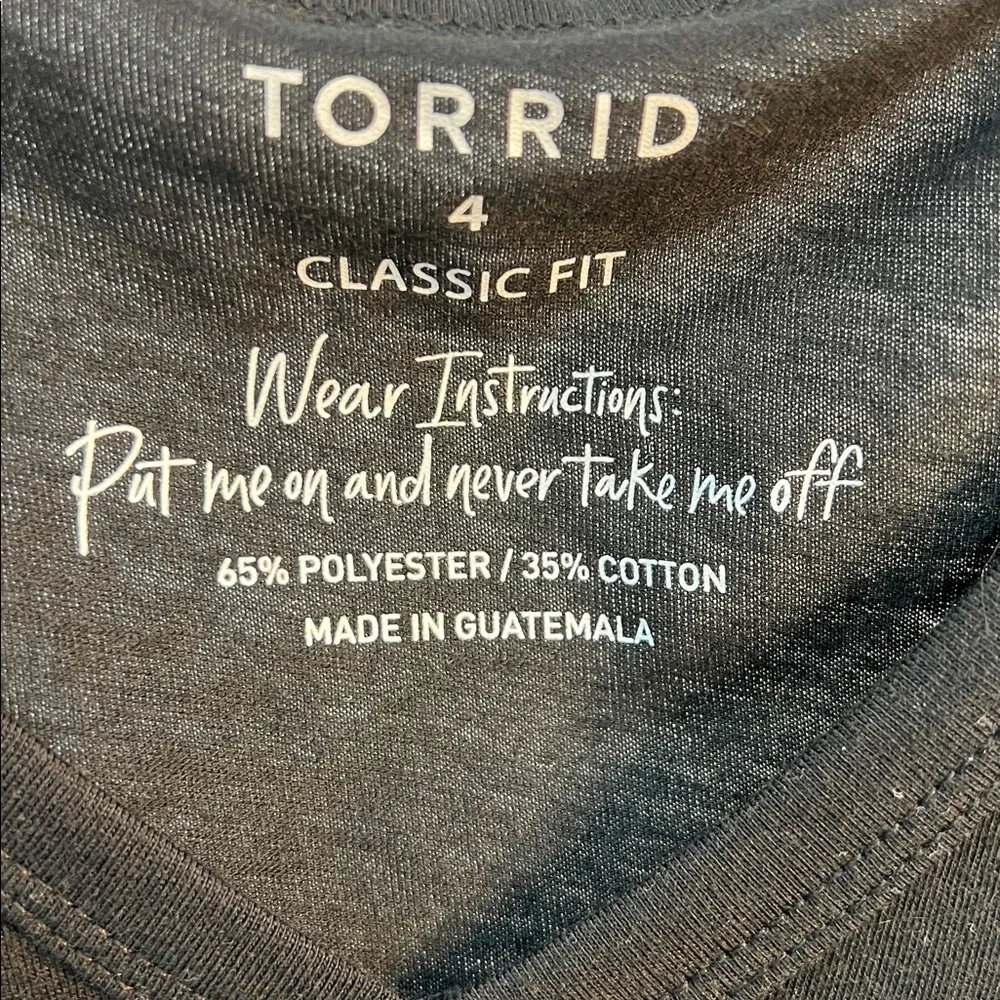 TORRID
4
CLASSIC FIT
Wear Instructions:
Put me on and never take me off
65% POLYESTER / 35% COTTON
MADE IN GUATEMALA